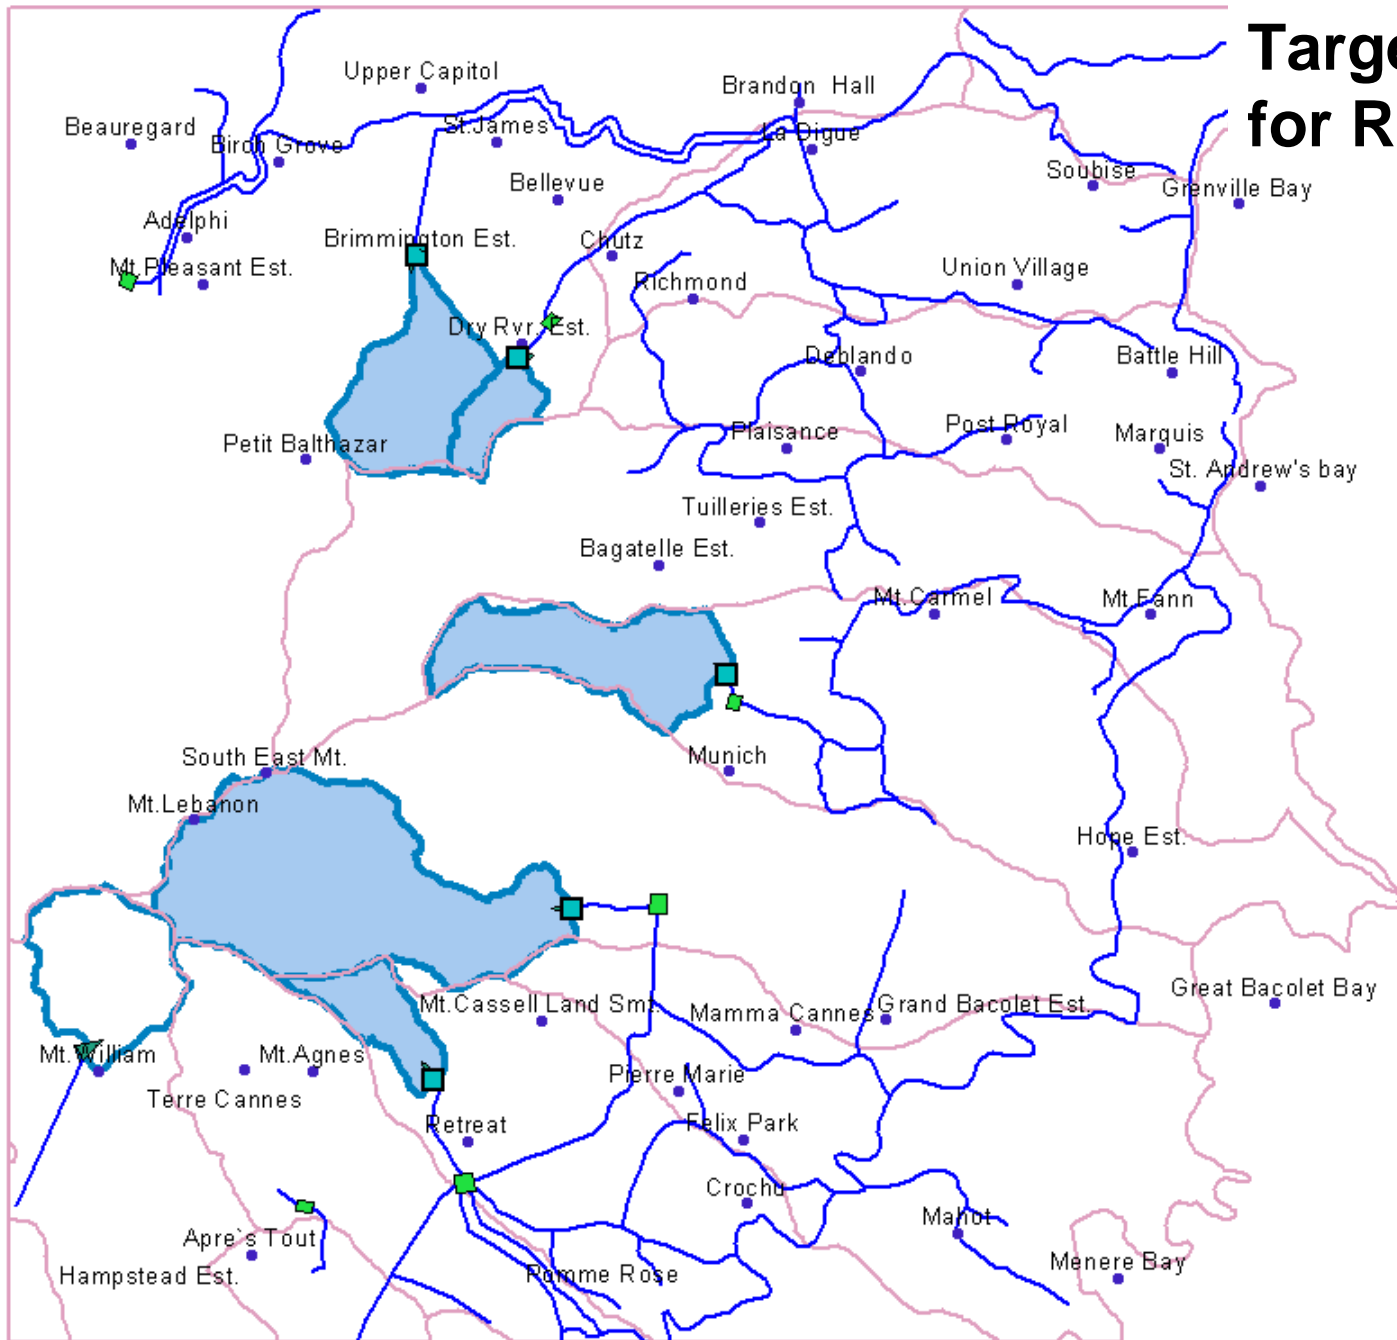 Targe
for R
Upper Capitol
Brandon Hall
Beauregard
St.James
La Digue
Birch Grove
Soubise
Bellevue
Grenville Bay
Adelphi
Brimmington Est.
Chutz
Mt.Pleasant Est.
Union Village
Richmond
Dry Rvr. Est.
Deblando
Battle Hill
Petit Balthazar
Plaisance
Post Royal
Marquis
St. Andrew's bay
Tuilleries Est.
Bagatelle Est.
Mt.Carmel
Mt.Fann
South East Mt.
Munich
Mt.Lebanon
Hope Est.
Great Bacolet Bay
Mt.Cassell Land Smt.
Mamma Cannes
Grand Bacolet Est.
Mt.William
Mt.Agnes
Pierre Marie
Terre Cannes
Retreat
Felix Park
Crochu
Mahot
Apre`s Tout
Menere Bay
Hampstead Est.
Pomme Rose